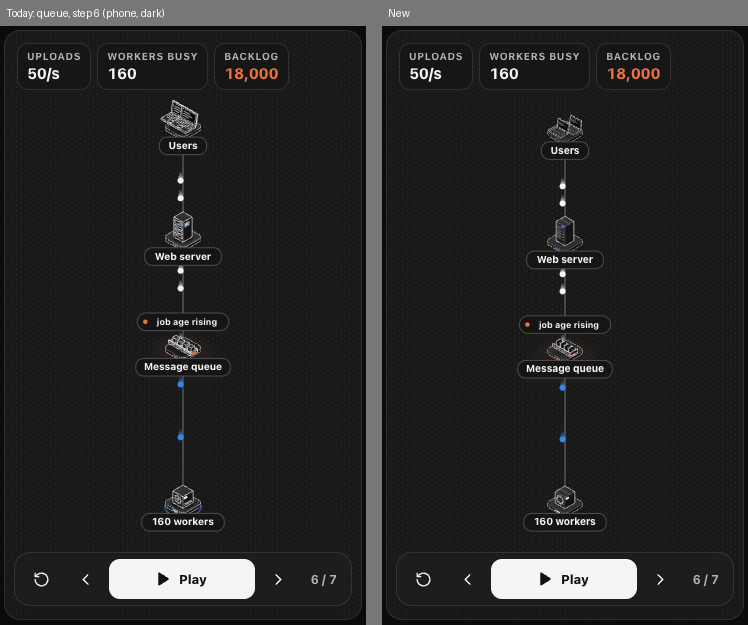 Today: queue, step 6 (phone, dark)
UPLOADS
50/s
WORKERS BUSY
160
BACKLOG
18,000
Users
Web server
job age rising
Message queue
160 workers
Play
6 / 7
New
UPLOADS
50/s
WORKERS BUSY
160
BACKLOG
18,000
Users
Web server
job age rising
Message queue
160 workers
Play
6 / 7